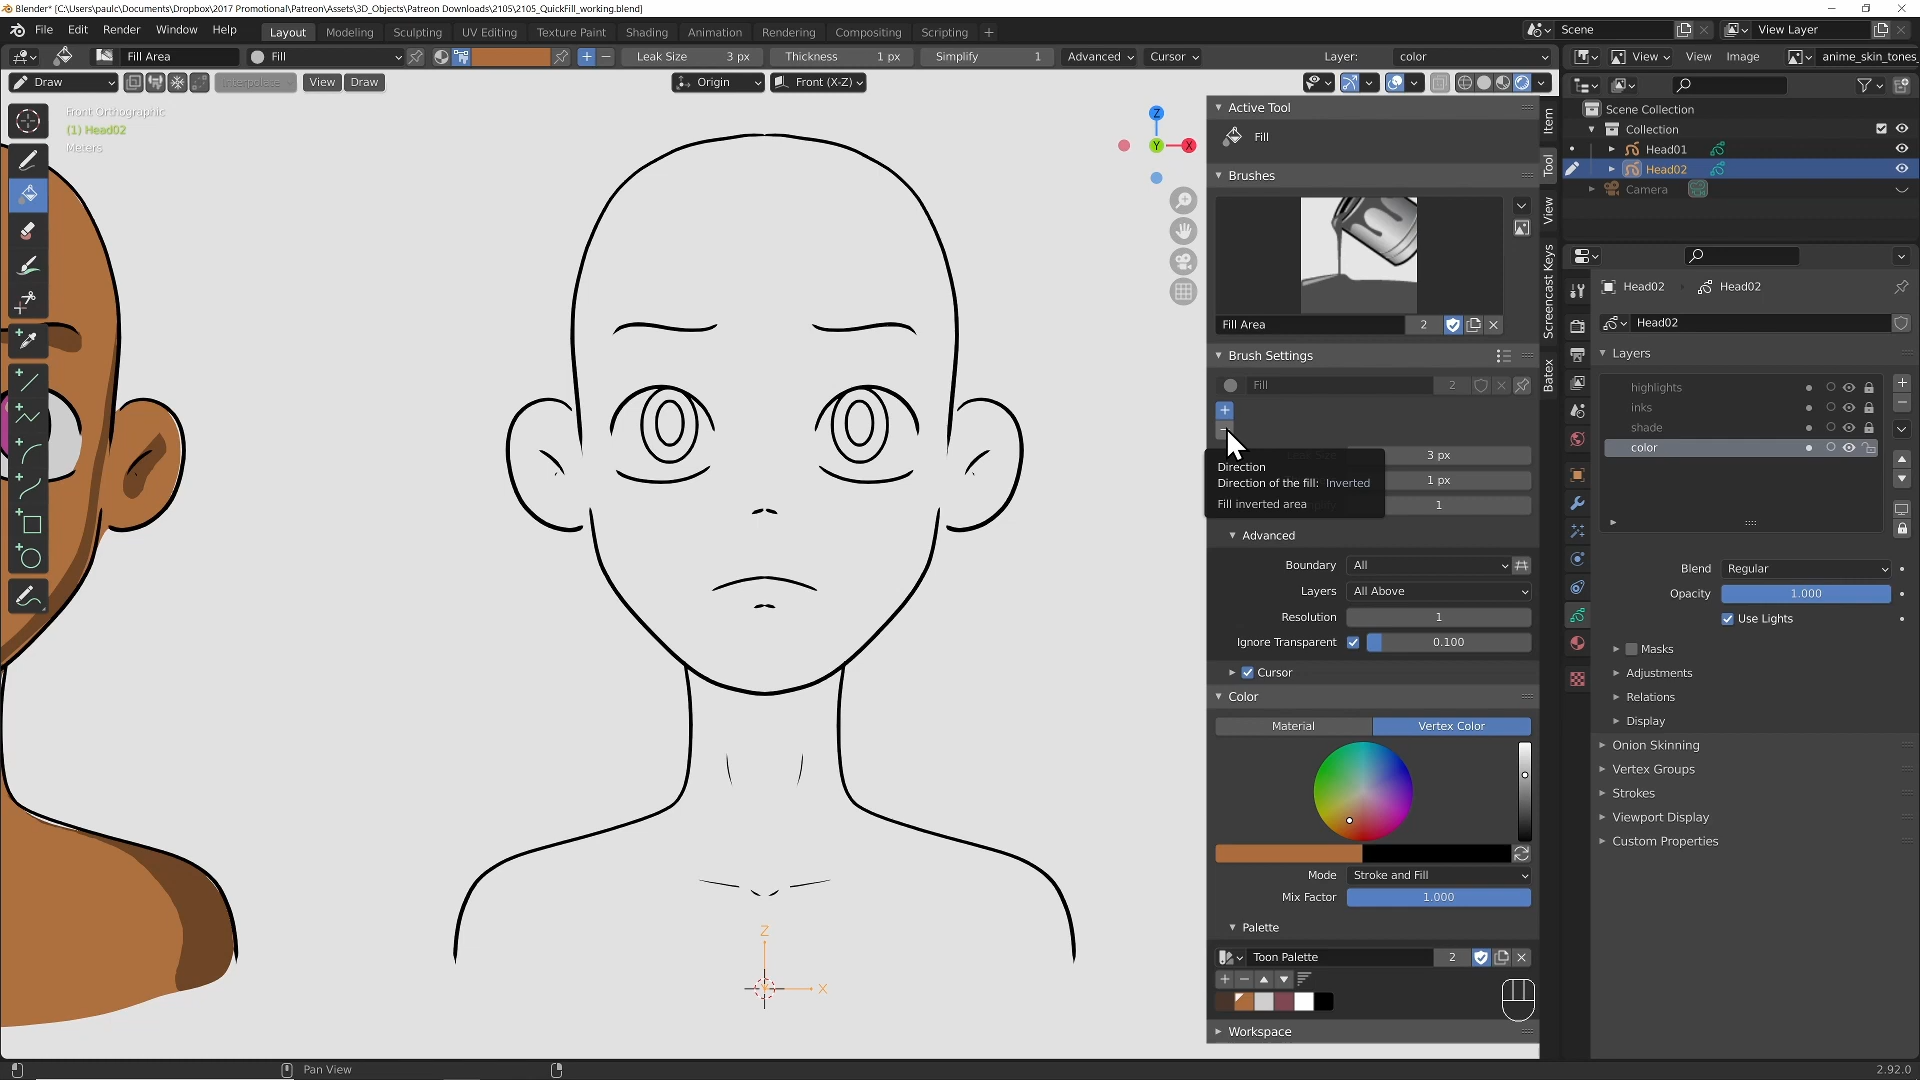 Blender* [C:\Users\paulc\Documents\Dropbox\2017 Promotional\Patreon\Assets\3D_Objects\Patreon Downloads\2105\2105_QuickFill_working.blend]
File Edit Render Window Help Layout Modeling Sculpting UV Editing Texture Paint Shading Animation Rendering Compositing Scripting + Scene View Layer
Fill Area Fill Leak Size 3 px Thickness 1 px Simplify 1 Advanced Cursor Layer: color View View Image anime_skin_tones
Draw Interpolate View Draw Origin Front (X-Z)
Front Orthographic
(1) Head02
Meters
Z
Y
X
Active Tool
Fill
Brushes
Fill Area 2
Brush Settings
Fill 2
3 px
1 px
1
Direction
Direction of the fill: Inverted
Fill inverted area
Advanced
Boundary All
Layers All Above
Resolution 1
Ignore Transparent 0.100
Cursor
Color
Material Vertex Color
Mode Stroke and Fill
Mix Factor 1.000
Palette
Toon Palette 2
Workspace
Item
Tool
View
Screencast Keys
Batex
Z
X
Scene Collection
Collection
Head01
Head02
Camera
Head02 Head02
Head02
Layers
highlights
inks
shade
color
Blend Regular
Opacity 1.000
Use Lights
Masks
Adjustments
Relations
Display
Onion Skinning
Vertex Groups
Strokes
Viewport Display
Custom Properties
Pan View
2.92.0